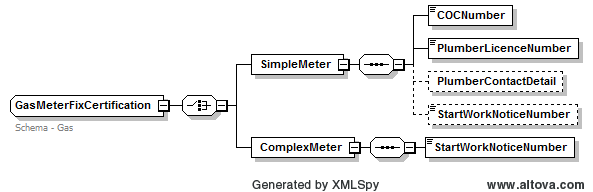 COCNumber
SimpleMeter
PlumberLicenceNumber
PlumberContactDetail
GasMeterFixCertification
StartWorkNoticeNumber
Schema - Gas
ComplexMeter
StartWorkNoticeNumber
Generated by XMLSpy
www.altova.com